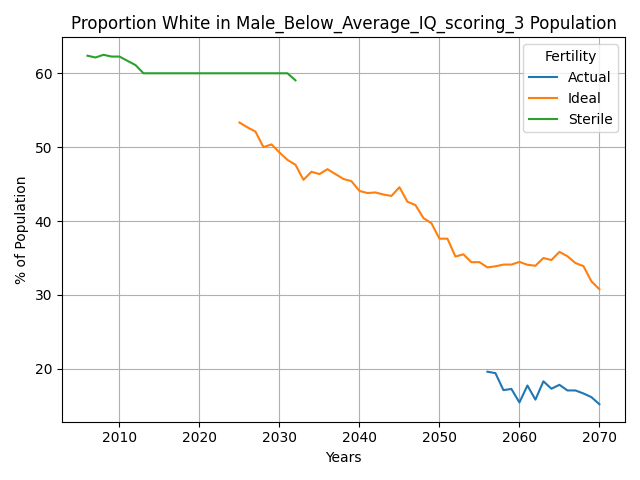 Proportion White in Male_Below_Average_IQ_scoring_3 Population
Fertility
Actual
Ideal
Sterile
% of Population
60
50
40
30
20
2010 2020 2030 2040 2050 2060 2070
Years